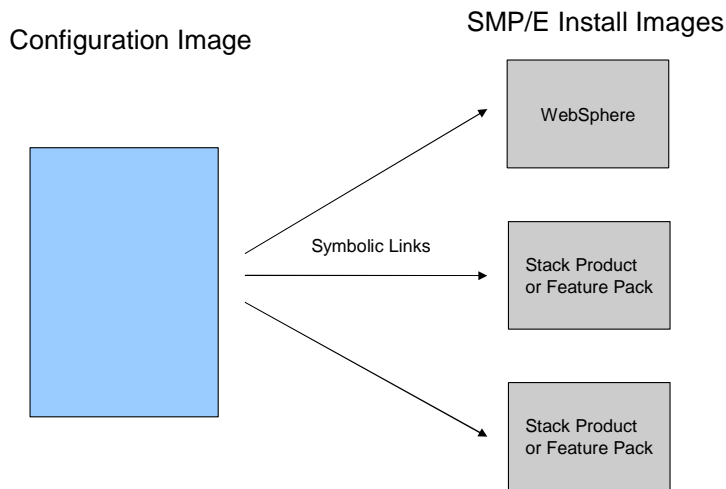 Configuration Image
SMP/E Install Images
WebSphere
Symbolic Links
Stack Product
or Feature Pack
Stack Product
or Feature Pack